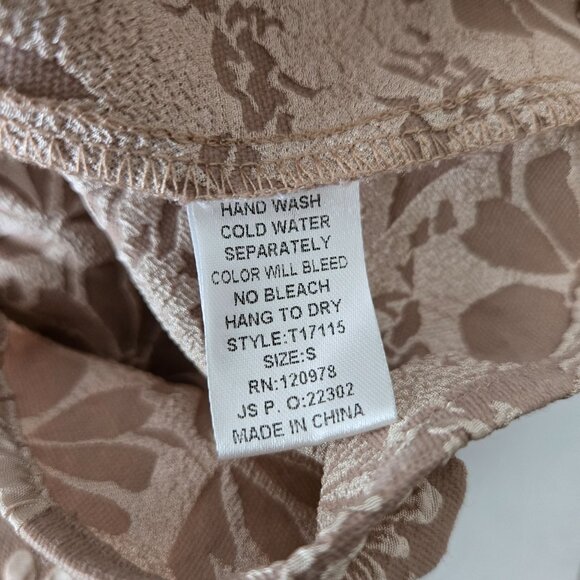 HAND WASH
COLD WATER
SEPARATELY
COLOR WILL BLEED
NO BLEACH
HANG TO DRY
STYLE:T17115
SIZE:S
RN:120978
JS P. O:22302
MADE IN CHINA